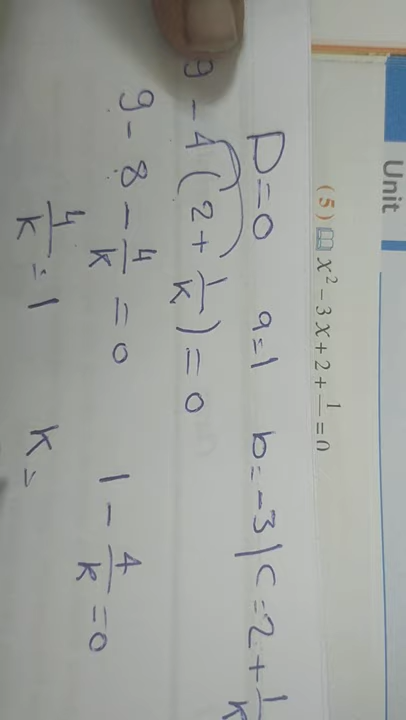 Unit
(5) x² - 3x + 2 + 1/ = 0
D = 0 a = 1 b = -3 / c = 2 + 1/K
9 - 4(2 + 1/K) = 0
9 - 8 - 4/K = 0 1 - 4/K = 0
4/K = 1 K =